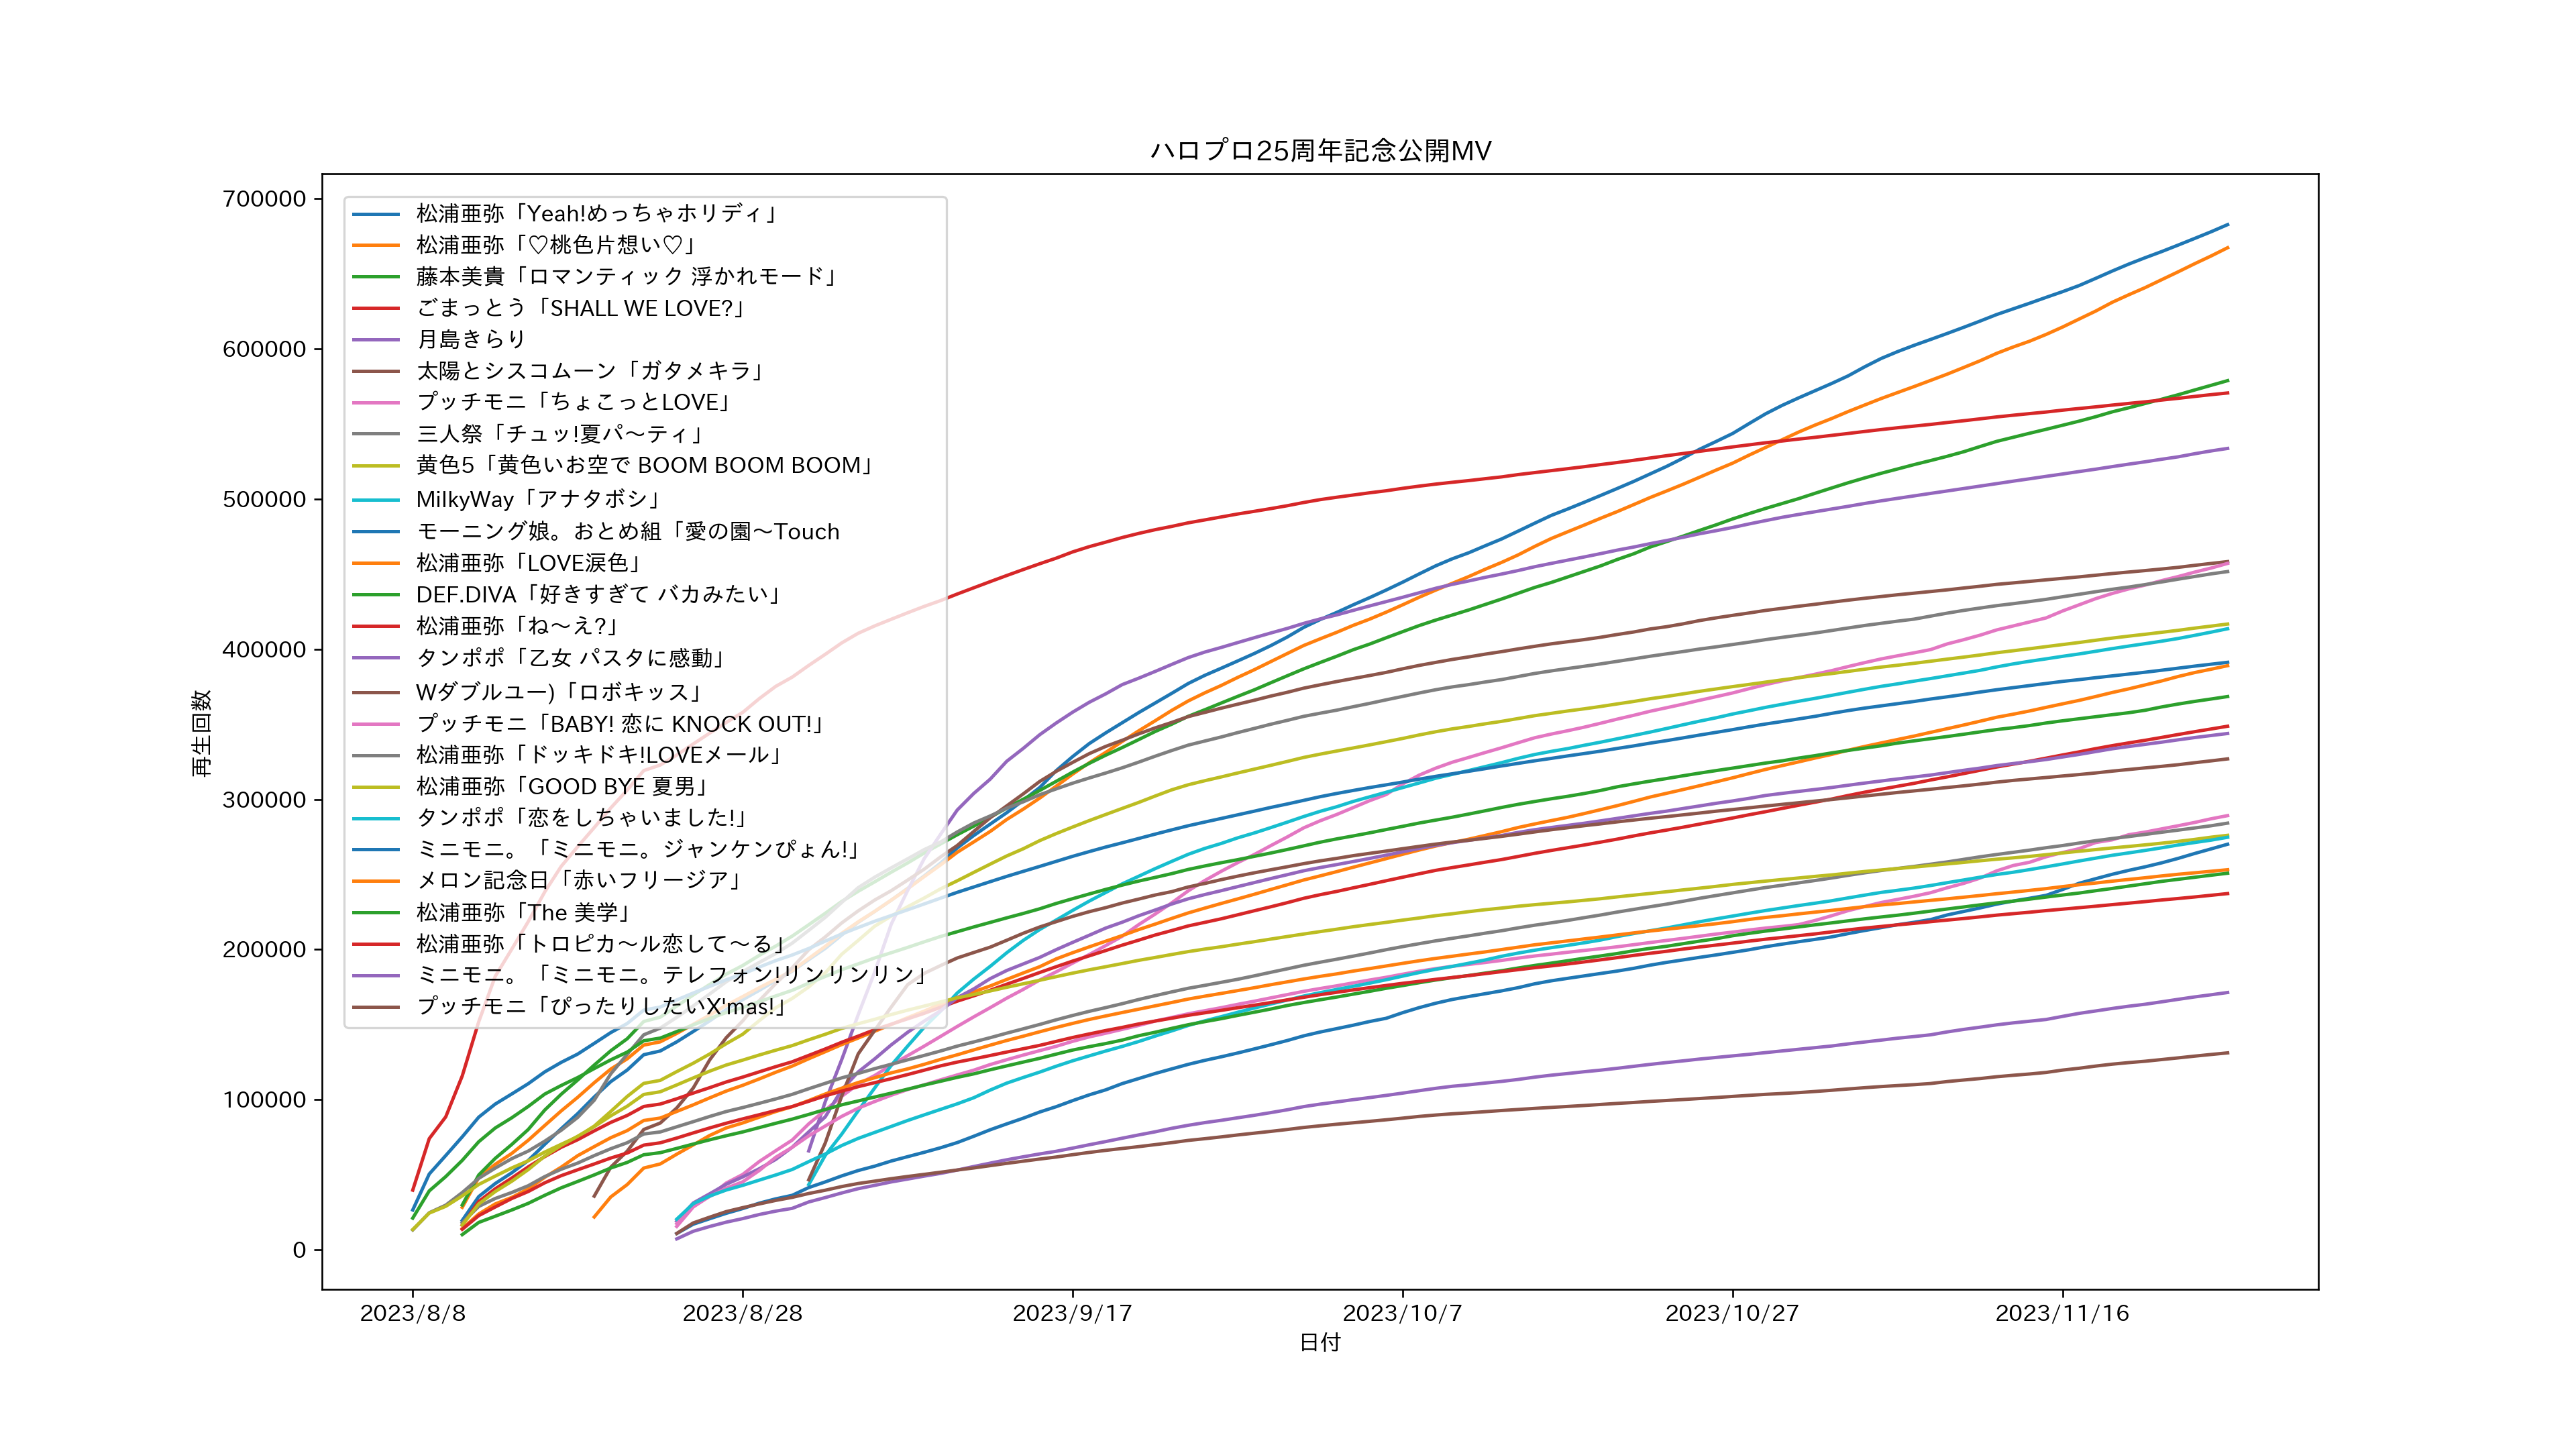 ハロプロ25周年記念公開MV
700000
600000
500000
400000
300000
200000
100000
0
再生回数
松浦亜弥「Yeah!めっちゃホリディ」
松浦亜弥「♡桃色片想い♡」
藤本美貴「ロマンティック 浮かれモード」
ごまっとう「SHALL WE LOVE?」
月島きらり
太陽とシスコムーン「ガタメキラ」
プッチモニ「ちょこっとLOVE」
三人祭「チュッ!夏パ〜ティ」
黄色5「黄色いお空で BOOM BOOM BOOM」
MilkyWay「アナタボシ」
モーニング娘。おとめ組「愛の園〜Touch
松浦亜弥「LOVE涙色」
DEF.DIVA「好きすぎて バカみたい」
松浦亜弥「ね〜え?」
タンポポ「乙女 パスタに感動」
Wダブルユー)「ロボキッス」
プッチモニ「BABY! 恋に KNOCK OUT!」
松浦亜弥「ドッキドキ!LOVEメール」
松浦亜弥「GOOD BYE 夏男」
タンポポ「恋をしちゃいました!」
ミニモニ。「ミニモニ。ジャンケンぴょん!」
メロン記念日「赤いフリージア」
松浦亜弥「The 美学」
松浦亜弥「トロピカ〜ル恋して〜る」
ミニモニ。「ミニモニ。テレフォン!リンリンリン」
プッチモニ「ぴったりしたいX'mas!」
2023/8/8
2023/8/28
2023/9/17
2023/10/7
2023/10/27
2023/11/16
日付